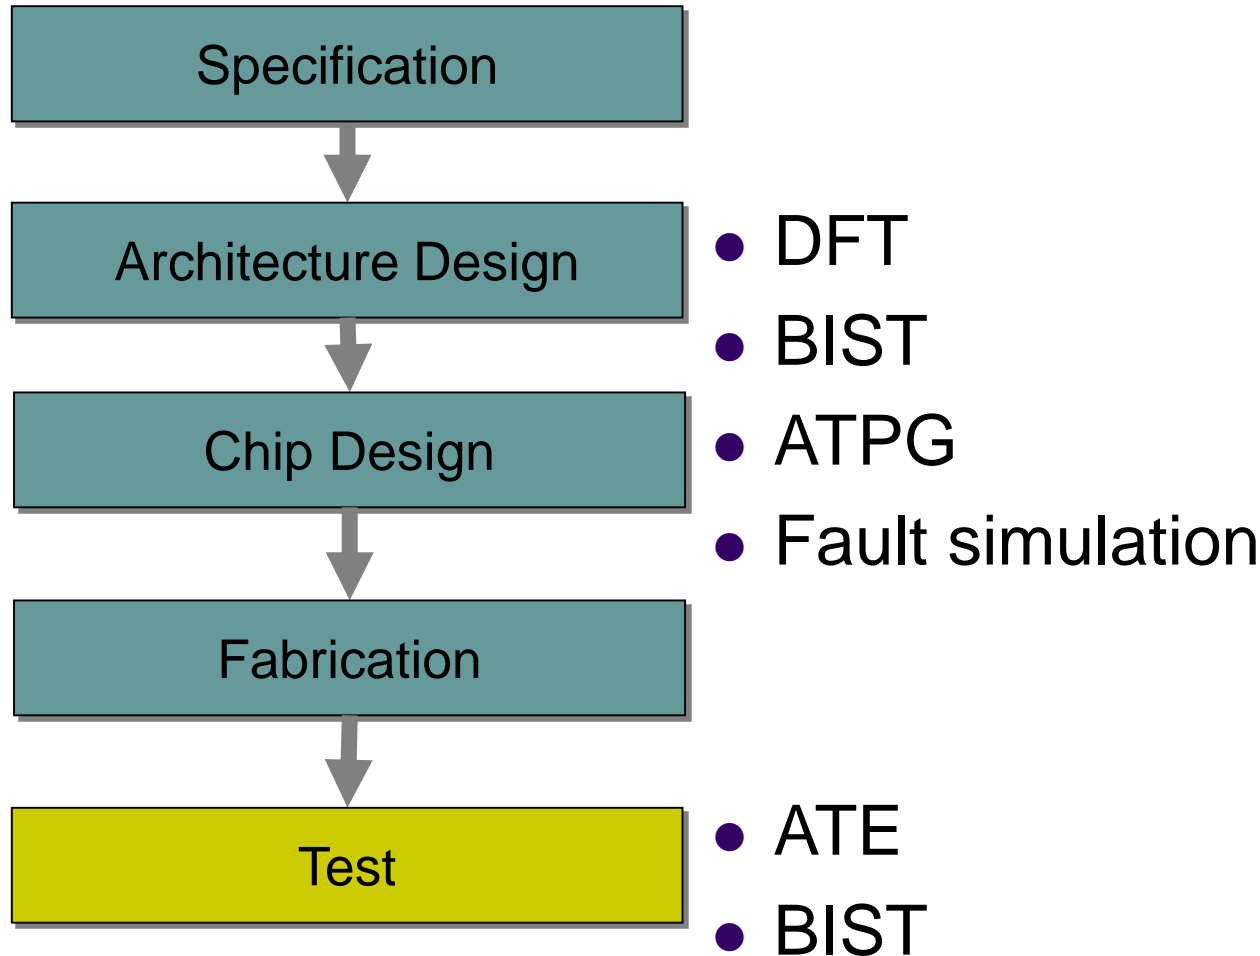 Specification
Architecture Design
DFT
BIST
Chip Design
ATPG
Fault simulation
Fabrication
Test
ATE
BIST